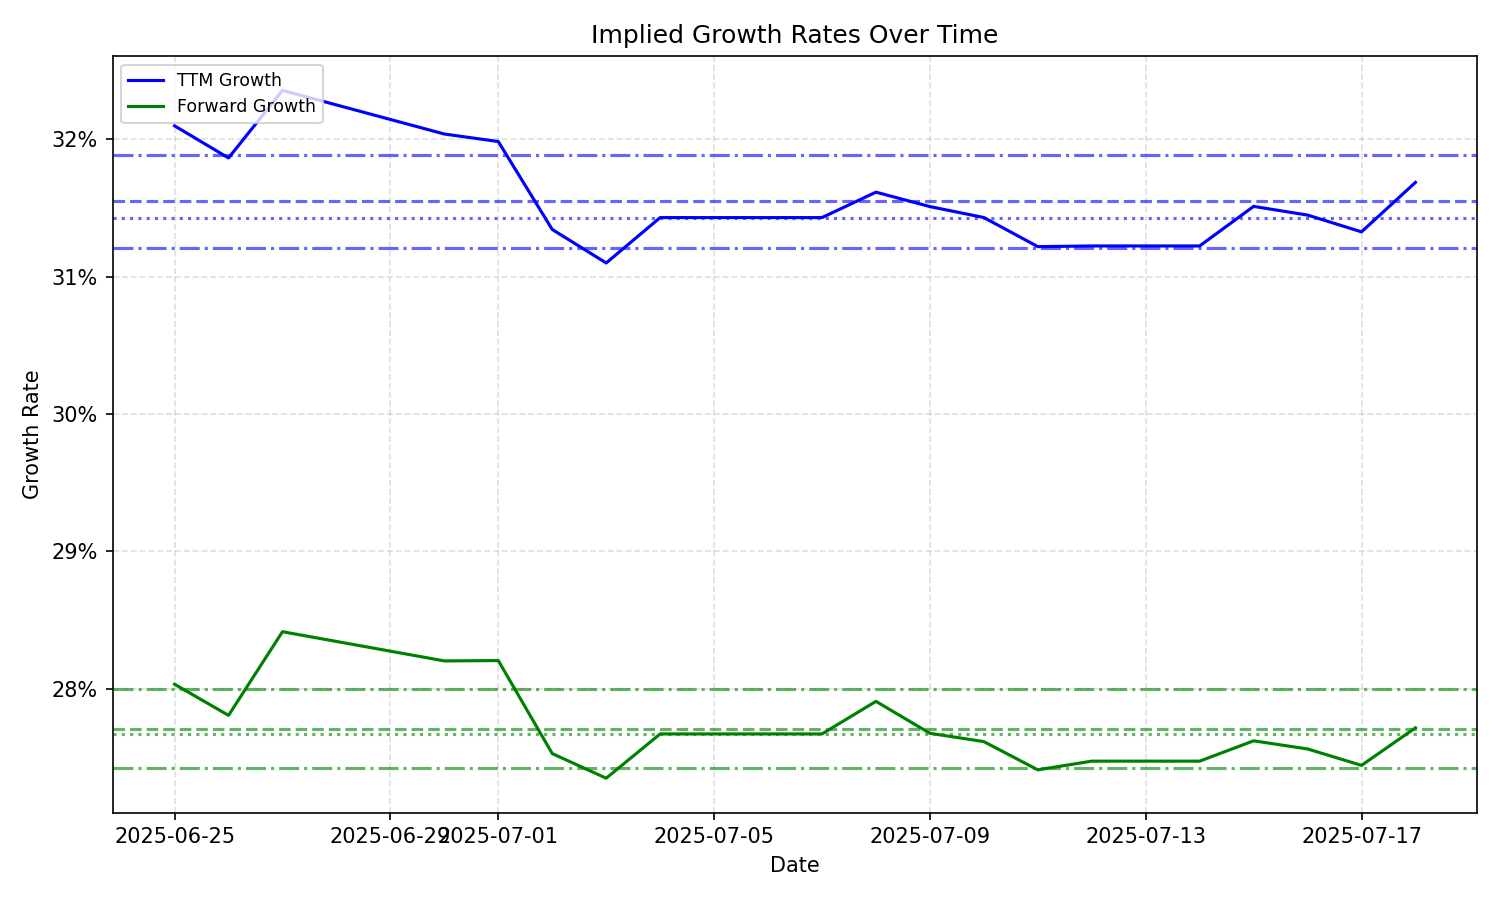 Implied Growth Rates Over Time
TTM Growth
Forward Growth
32%
31%
30%
29%
28%
Growth Rate
2025-06-25
2025-06-29
2025-07-01
2025-07-05
2025-07-09
2025-07-13
2025-07-17
Date